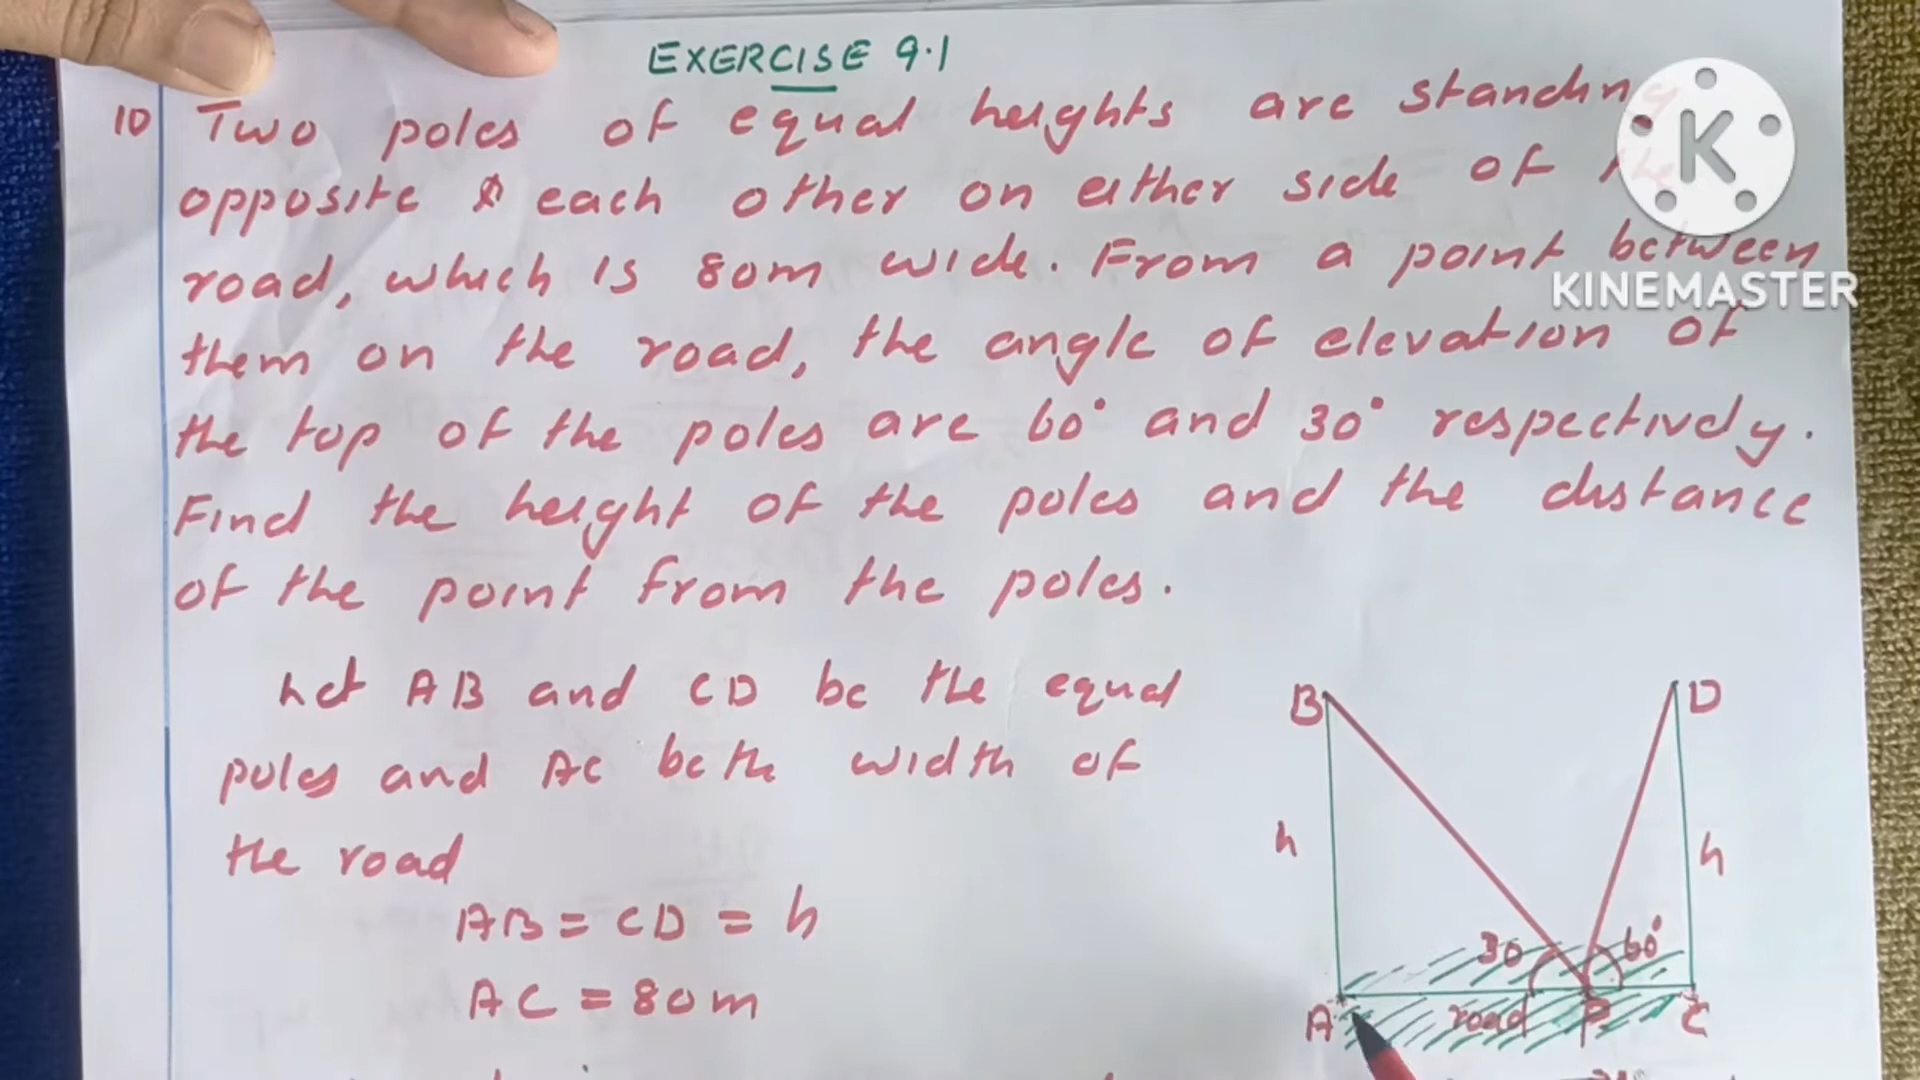 EXERCISE 9.1
10 Two poles of equal heights are standing
opposite each other on either side of the
road, which is 80m wide. From a point between
them on the road, the angle of elevation of
the top of the poles are 60° and 30° respectively.
Find the height of the poles and the distance
of the point from the poles.
Let AB and CD be the equal
poles and AC be the width of
the road
AB = CD = h
AC = 80m
B D
h h
30 60°
A road P C
K
KINEMASTER